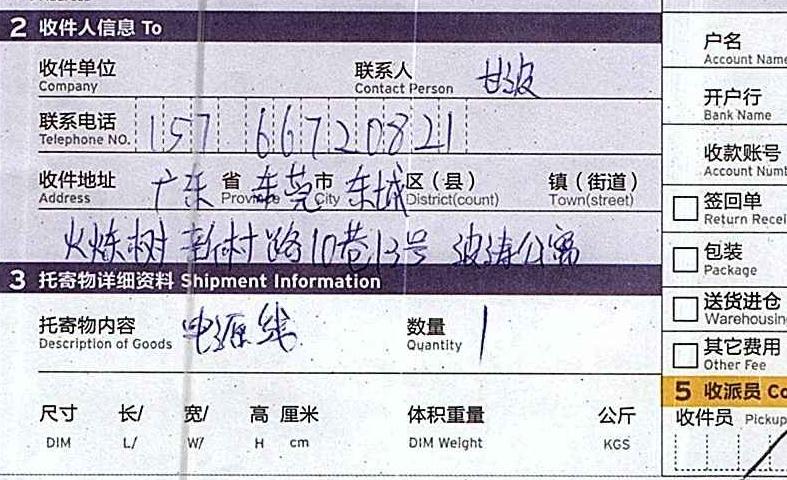 2 收件人信息 To
收件单位 联系人 甘波
Company Contact Person
联系电话 157 66720821
Telephone NO.
收件地址 广东 省 东莞 市 东城 区（县） 镇（街道）
Address Province City District(count) Town(street)
火炼树 新村路10巷13号 波涛公寓
3 托寄物详细资料 Shipment Information
托寄物内容 电源线 数量 1
Description of Goods Quantity
尺寸 长/ 宽/ 高 厘米 体积重量 公斤
DIM L/ W/ H cm DIM Weight KGS
户名
Account Name
开户行
Bank Name
收款账号
Account Numb
签回单
Return Recei
包装
Package
送货进仓
Warehousin
其它费用
Other Fee
5 收派员 Co
收件员 Pickup